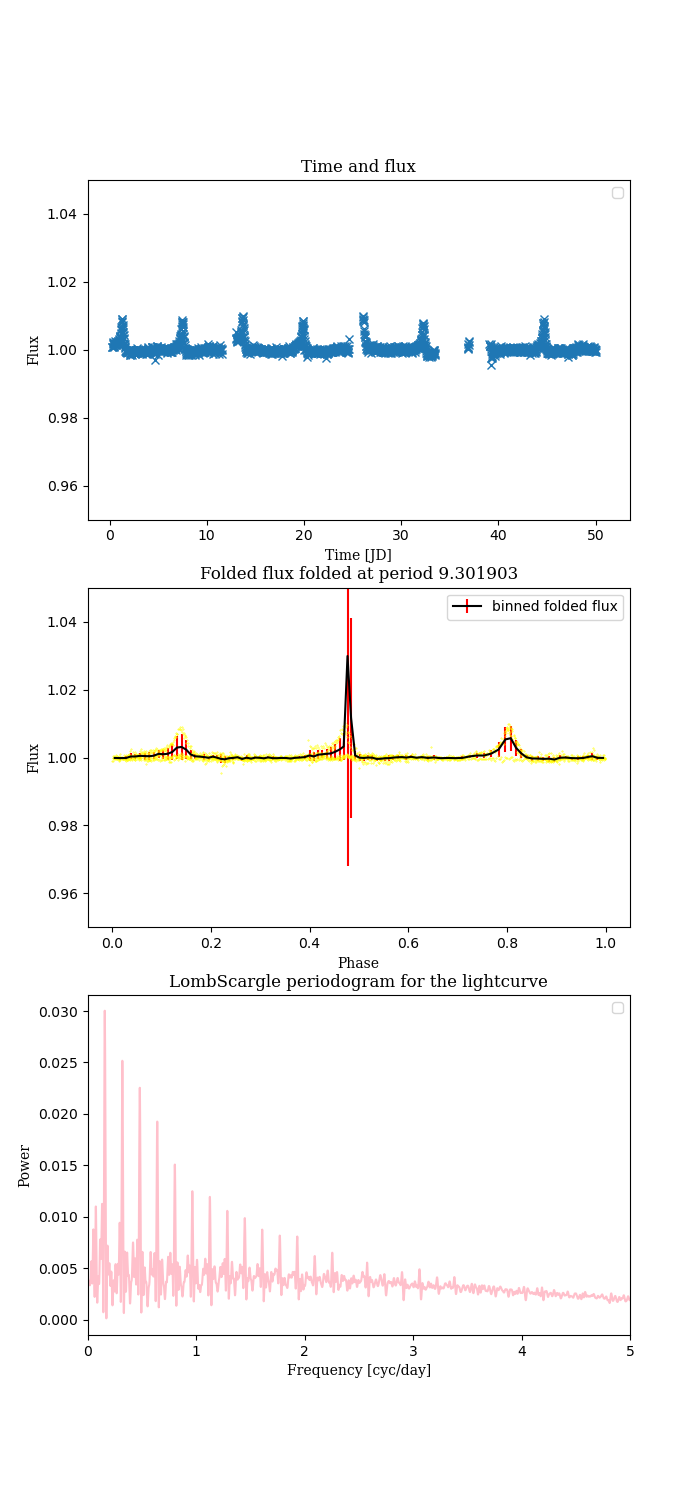 Time and flux
1.04
1.02
1.00
0.98
0.96
Flux
0 10 20 30 40 50
Time [JD]
Folded flux folded at period 9.301903
binned folded flux
1.04
1.02
1.00
0.98
0.96
Flux
0.0 0.2 0.4 0.6 0.8 1.0
Phase
LombScargle periodogram for the lightcurve
0.030
0.025
0.020
0.015
0.010
0.005
0.000
Power
0 1 2 3 4 5
Frequency [cyc/day]